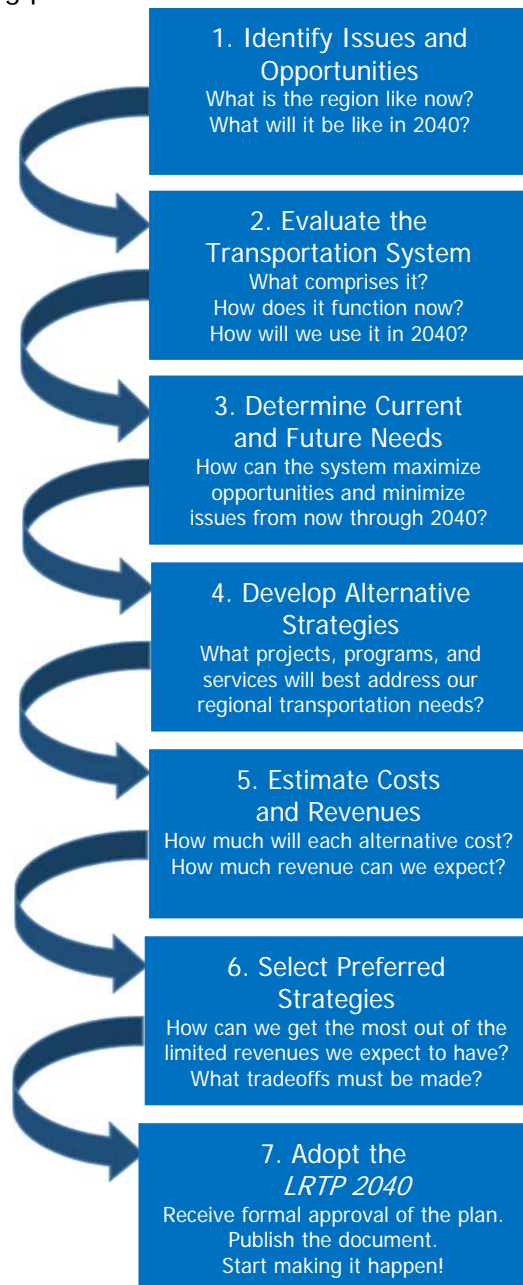 1. Identify Issues and
Opportunities
What is the region like now?
What will it be like in 2040?
2. Evaluate the
Transportation System
What comprises it?
How does it function now?
How will we use it in 2040?
3. Determine Current
and Future Needs
How can the system maximize
opportunities and minimize
issues from now through 2040?
4. Develop Alternative
Strategies
What projects, programs, and
services will best address our
regional transportation needs?
5. Estimate Costs
and Revenues
How much will each alternative cost?
How much revenue can we expect?
6. Select Preferred
Strategies
How can we get the most out of the
limited revenues we expect to have?
What tradeoffs must be made?
7. Adopt the
LRTP 2040
Receive formal approval of the plan.
Publish the document.
Start making it happen!